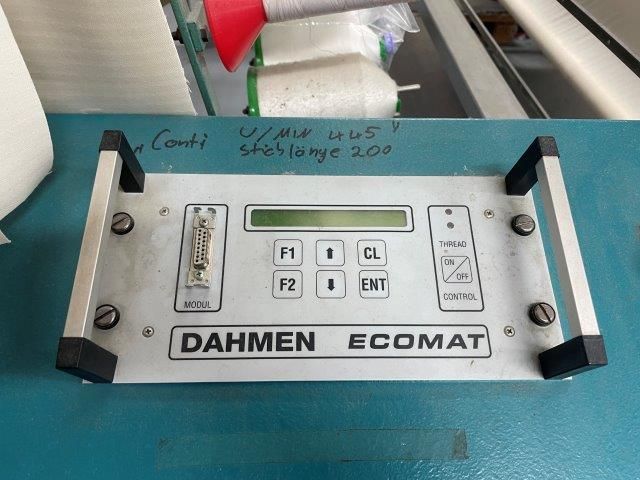 Conti U/MIN 445
Stichlänge 200
MODUL
F1 ⬆ CL
F2 ⬇ ENT
THREAD
ON/OFF
CONTROL
DAHMEN ECOMAT